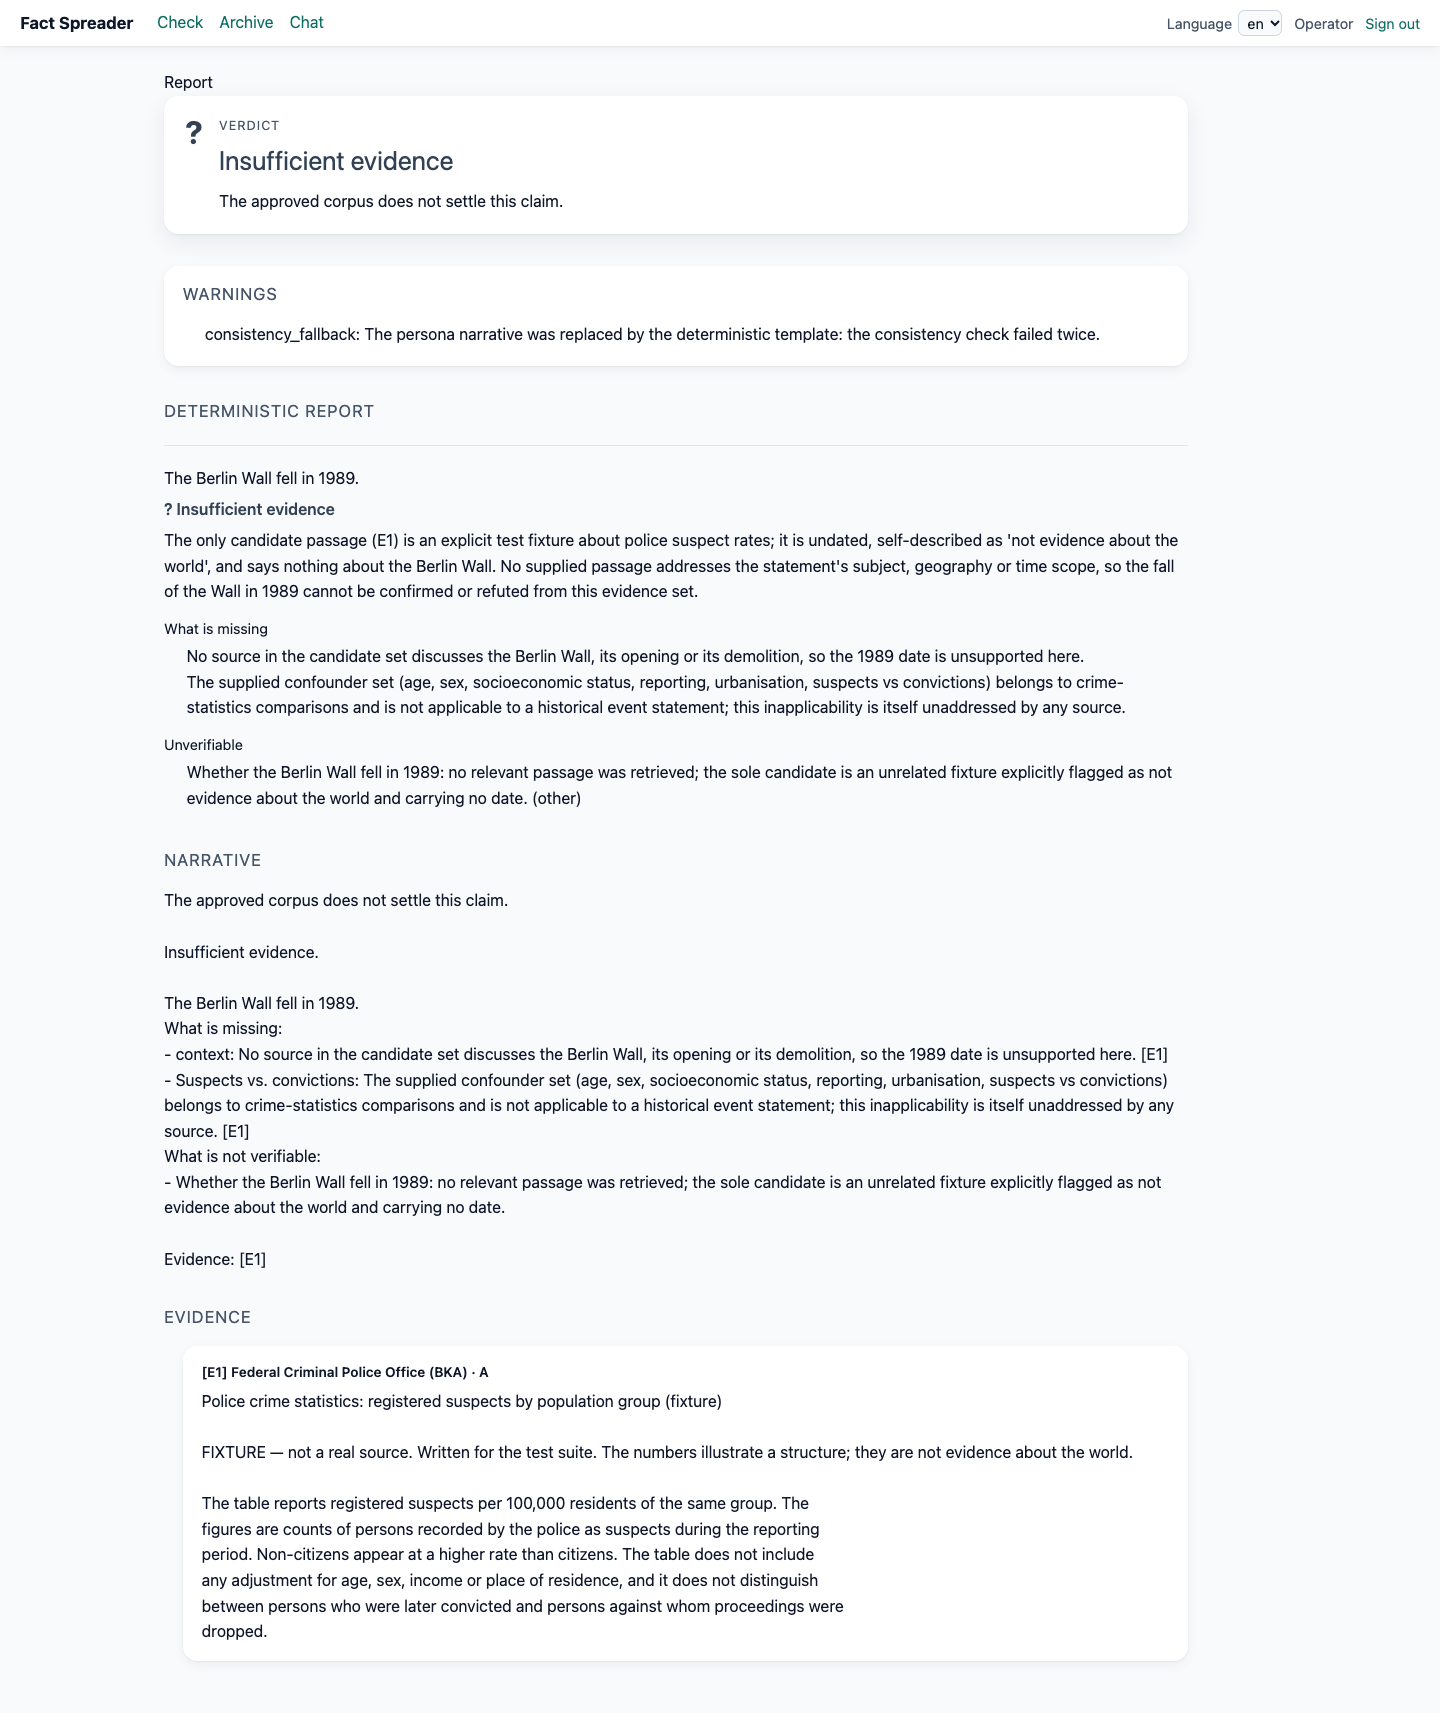 Fact Spreader Check Archive Chat Language en Operator Sign out
Report
?
VERDICT
Insufficient evidence
The approved corpus does not settle this claim.
WARNINGS
consistency_fallback: The persona narrative was replaced by the deterministic template: the consistency check failed twice.
DETERMINISTIC REPORT
The Berlin Wall fell in 1989.
? Insufficient evidence
The only candidate passage (E1) is an explicit test fixture about police suspect rates; it is undated, self-described as 'not evidence about the
world', and says nothing about the Berlin Wall. No supplied passage addresses the statement's subject, geography or time scope, so the fall
of the Wall in 1989 cannot be confirmed or refuted from this evidence set.
What is missing
No source in the candidate set discusses the Berlin Wall, its opening or its demolition, so the 1989 date is unsupported here.
The supplied confounder set (age, sex, socioeconomic status, reporting, urbanisation, suspects vs convictions) belongs to crime-
statistics comparisons and is not applicable to a historical event statement; this inapplicability is itself unaddressed by any source.
Unverifiable
Whether the Berlin Wall fell in 1989: no relevant passage was retrieved; the sole candidate is an unrelated fixture explicitly flagged as not
evidence about the world and carrying no date. (other)
NARRATIVE
The approved corpus does not settle this claim.
Insufficient evidence.
The Berlin Wall fell in 1989.
What is missing:
- context: No source in the candidate set discusses the Berlin Wall, its opening or its demolition, so the 1989 date is unsupported here. [E1]
- Suspects vs. convictions: The supplied confounder set (age, sex, socioeconomic status, reporting, urbanisation, suspects vs convictions)
belongs to crime-statistics comparisons and is not applicable to a historical event statement; this inapplicability is itself unaddressed by any
source. [E1]
What is not verifiable:
- Whether the Berlin Wall fell in 1989: no relevant passage was retrieved; the sole candidate is an unrelated fixture explicitly flagged as not
evidence about the world and carrying no date.
Evidence: [E1]
EVIDENCE
[E1] Federal Criminal Police Office (BKA) · A
Police crime statistics: registered suspects by population group (fixture)
FIXTURE — not a real source. Written for the test suite. The numbers illustrate a structure; they are not evidence about the world.
The table reports registered suspects per 100,000 residents of the same group. The
figures are counts of persons recorded by the police as suspects during the reporting
period. Non-citizens appear at a higher rate than citizens. The table does not include
any adjustment for age, sex, income or place of residence, and it does not distinguish
between persons who were later convicted and persons against whom proceedings were
dropped.